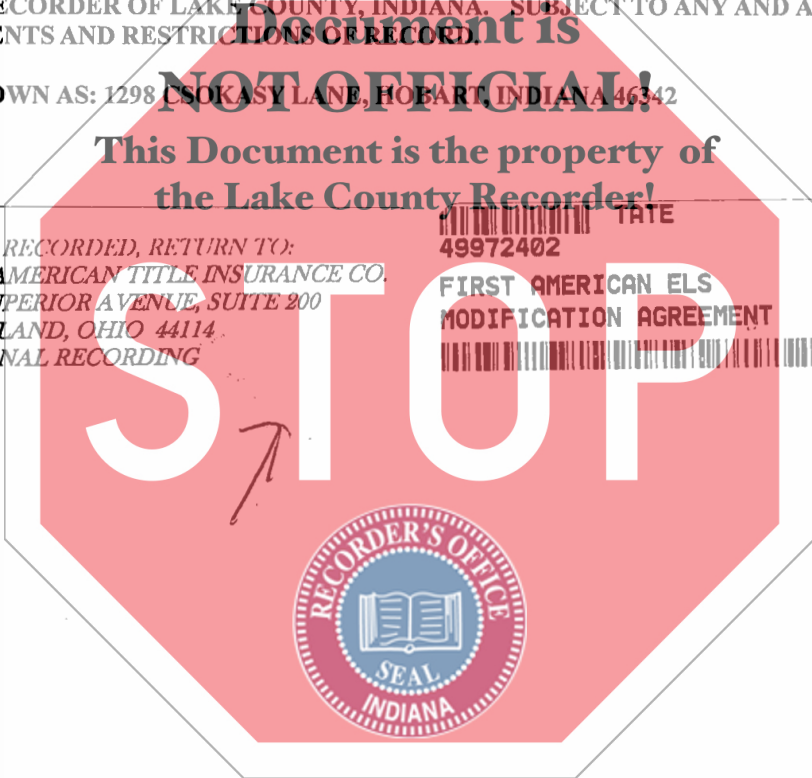 ECORDER OF LAKE COUNTY, INDIANA. SUBJECT TO ANY AND A
ENTS AND RESTRICTIONS OF RECORD.
Document is
OWN AS: 1298 CSOKASY LANE, HOBART, INDIANA 46342
NOT OFFICIAL!
This Document is the property of
the Lake County Recorder!
TATE
RECORDED, RETURN TO:
49972402
AMERICAN TITLE INSURANCE CO.
FIRST AMERICAN ELS
PERIOR AVENUE, SUITE 200
MODIFICATION AGREEMENT
LAND, OHIO 44114
NAL RECORDING
STOP
RECORDER'S OFFICE
SEAL
INDIANA